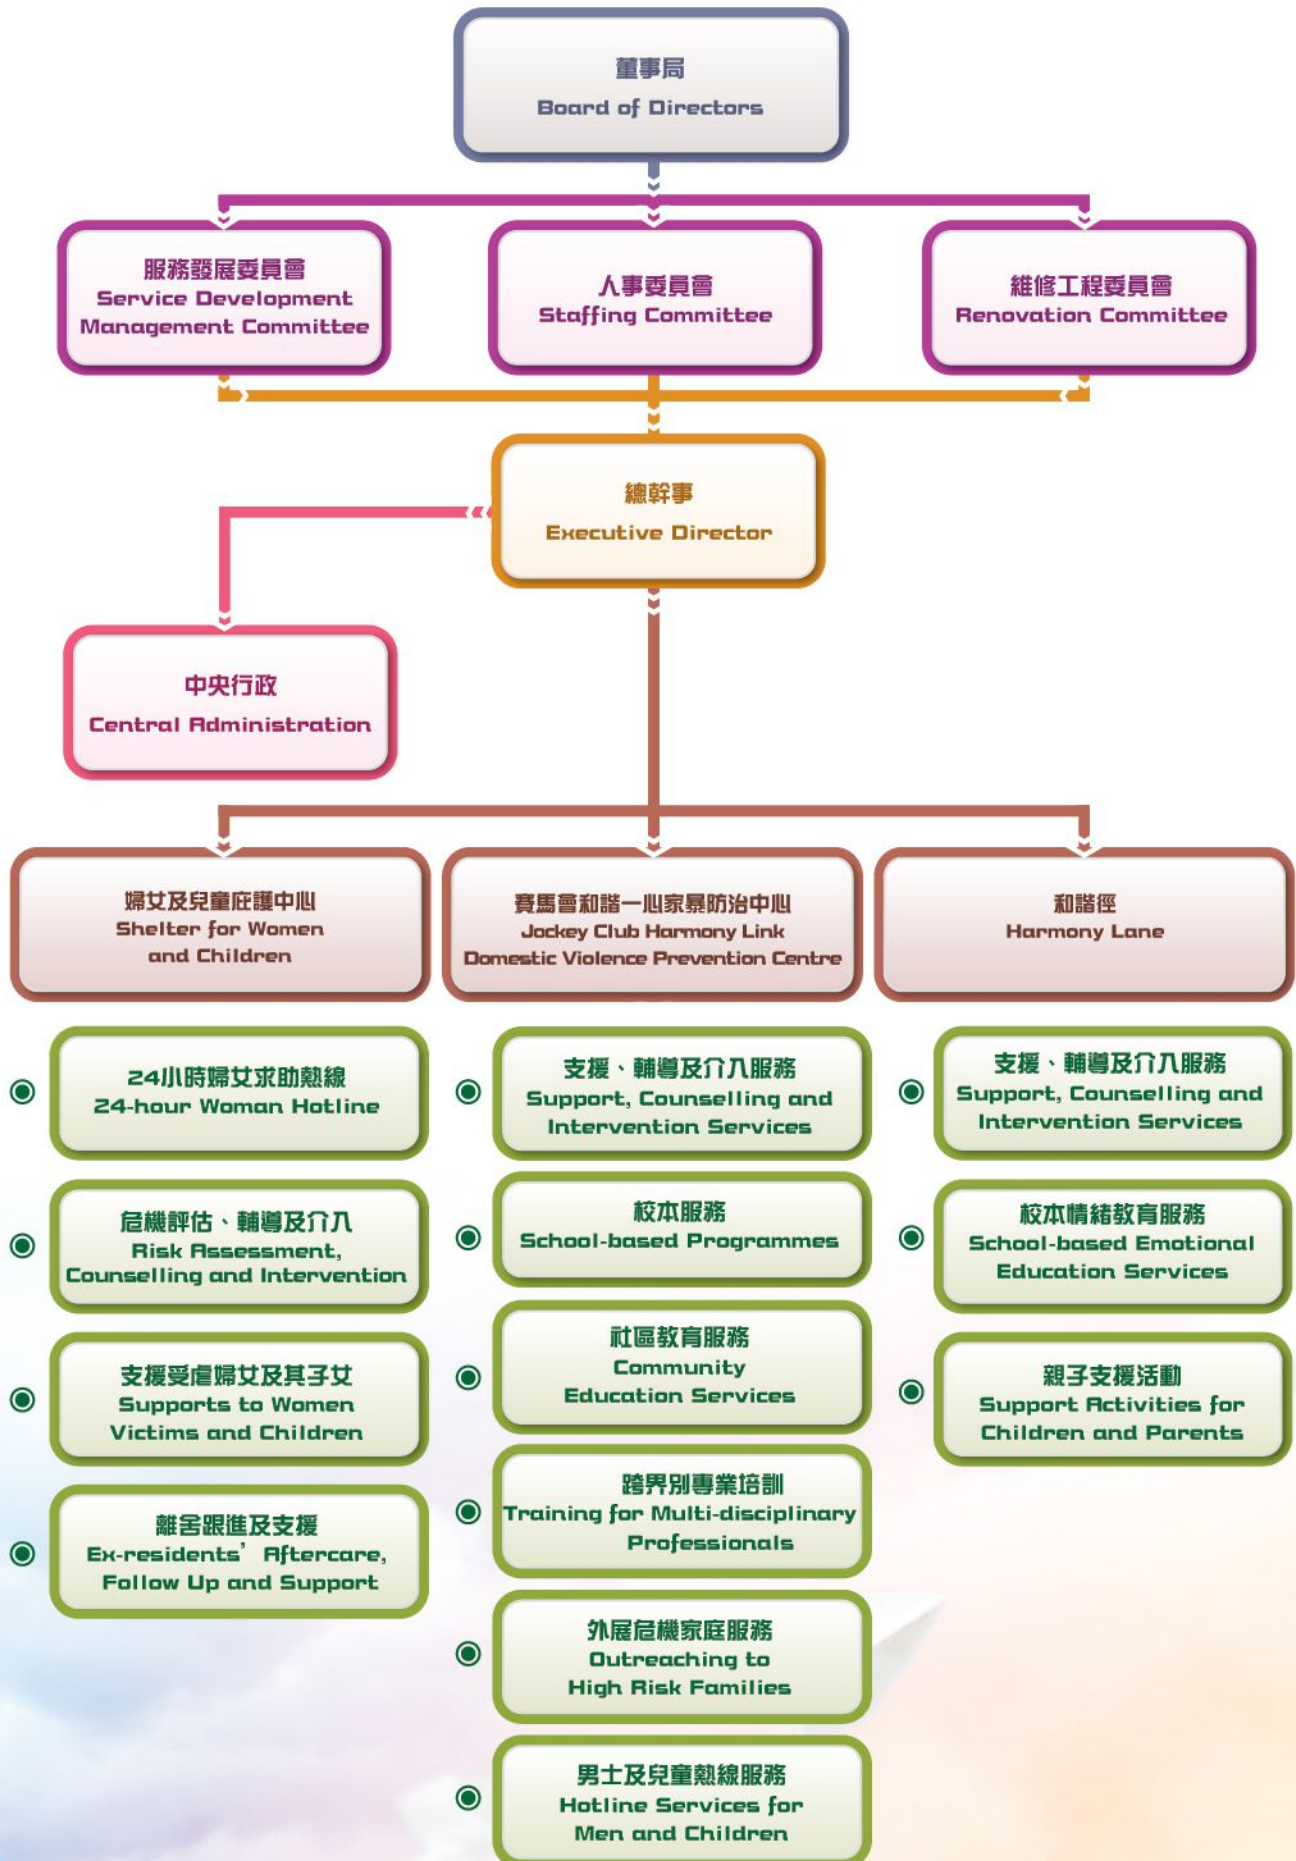 董事局
Board of Directors
服務發展委員會
Service Development
Management Committee
人事委員會
Staffing Committee
維修工程委員會
Renovation Committee
總幹事
Executive Director
中央行政
Central Administration
婦女及兒童庇護中心
Shelter for Women
and Children
賽馬會和諧一心家暴防治中心
Jockey Club Harmony Link
Domestic Violence Prevention Centre
和諧徑
Harmony Lane
24小時婦女求助熱線
24-hour Woman Hotline
危機評估、輔導及介入
Risk Assessment,
Counselling and Intervention
支援受虐婦女及其子女
Supports to Women
Victims and Children
離舍跟進及支援
Ex-residents’ Aftercare,
Follow Up and Support
支援、輔導及介入服務
Support, Counselling and
Intervention Services
校本服務
School-based Programmes
社區教育服務
Community
Education Services
跨界別專業培訓
Training for Multi-disciplinary
Professionals
外展危機家庭服務
Outreaching to
High Risk Families
男士及兒童熱線服務
Hotline Services for
Men and Children
支援、輔導及介入服務
Support, Counselling and
Intervention Services
校本情緒教育服務
School-based Emotional
Education Services
親子支援活動
Support Activities for
Children and Parents